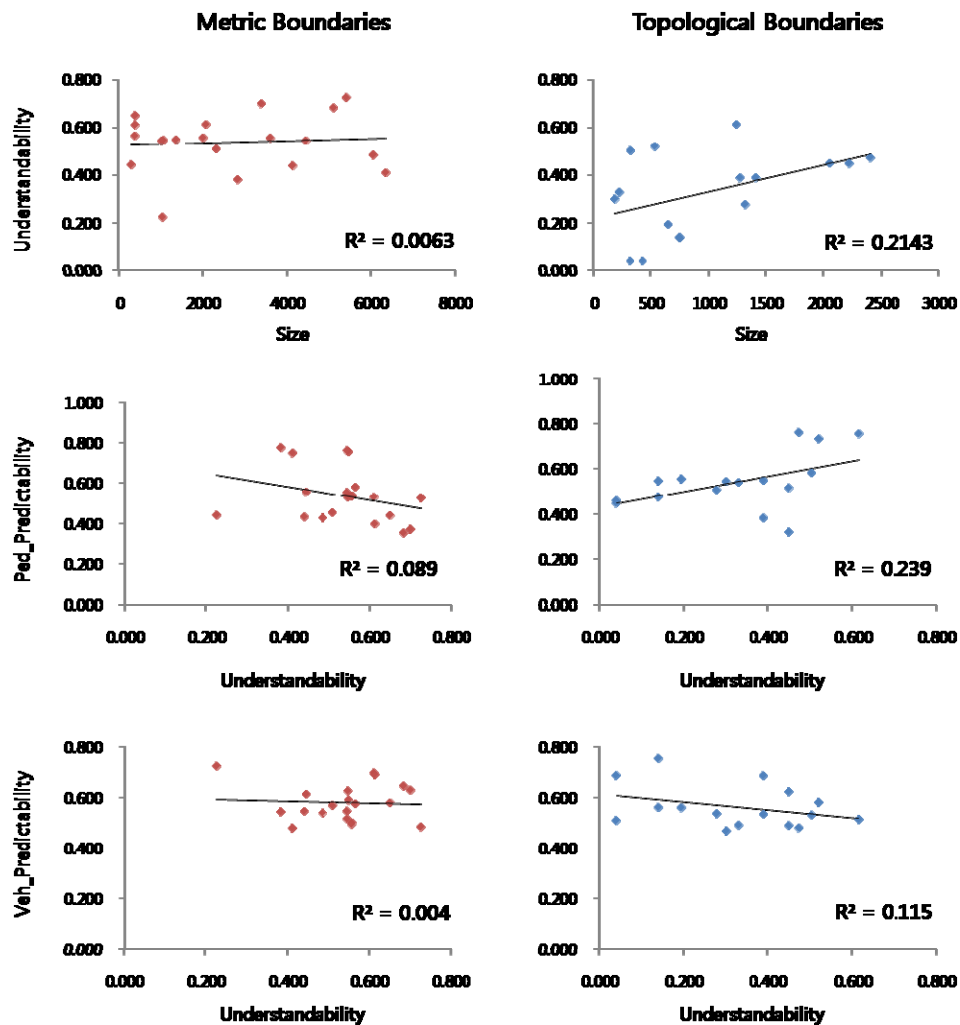 Metric Boundaries
Topological Boundaries
Understandability
0.800
0.600
0.400
0.200
0.000
R² = 0.0063
0 2000 4000 6000 8000
Size
0.800
0.600
0.400
0.200
0.000
R² = 0.2143
0 500 1000 1500 2000 2500 3000
Size
Ped_Predictability
1.000
0.800
0.600
0.400
0.200
0.000
R² = 0.089
0.000 0.200 0.400 0.600 0.800
Understandability
1.000
0.800
0.600
0.400
0.200
0.000
R² = 0.239
0.000 0.200 0.400 0.600 0.800
Understandability
Veh_Predictability
0.800
0.600
0.400
0.200
0.000
R² = 0.004
0.000 0.200 0.400 0.600 0.800
Understandability
0.800
0.600
0.400
0.200
0.000
R² = 0.115
0.000 0.200 0.400 0.600 0.800
Understandability